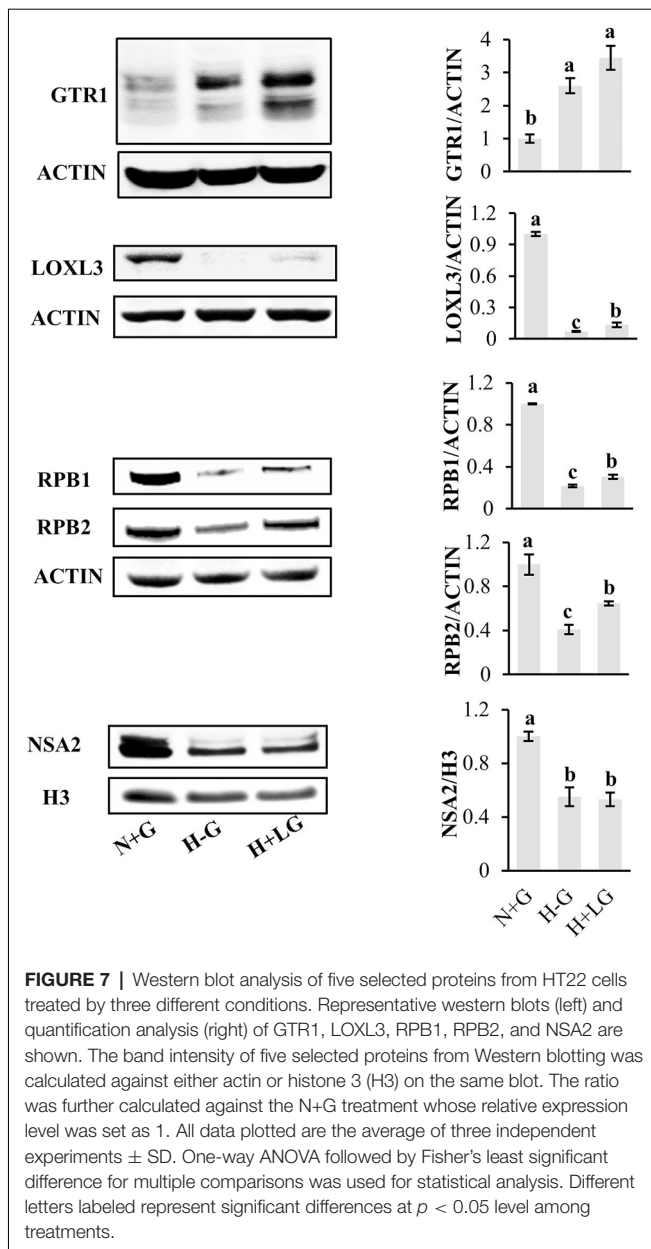 GTR1
ACTIN
GTR1/ACTIN
4
3
2
1
0
b
a
a
LOXL3
ACTIN
LOXL3/ACTIN
1.2
0.9
0.6
0.3
0
a
c
b
RPB1
RPB2
ACTIN
RPB1/ACTIN
1.2
0.8
0.4
0
a
c
b
RPB2/ACTIN
1.2
0.8
0.4
0
a
c
b
NSA2
H3
N+G
H-G
H+LG
NSA2/H3
1.2
0.8
0.4
0
a
b
b
N+G
H-G
H+LG
FIGURE 7 | Western blot analysis of five selected proteins from HT22 cells
treated by three different conditions. Representative western blots (left) and
quantification analysis (right) of GTR1, LOXL3, RPB1, RPB2, and NSA2 are
shown. The band intensity of five selected proteins from Western blotting was
calculated against either actin or histone 3 (H3) on the same blot. The ratio
was further calculated against the N+G treatment whose relative expression
level was set as 1. All data plotted are the average of three independent
experiments ± SD. One-way ANOVA followed by Fisher’s least significant
difference for multiple comparisons was used for statistical analysis. Different
letters labeled represent significant differences at p < 0.05 level among
treatments.